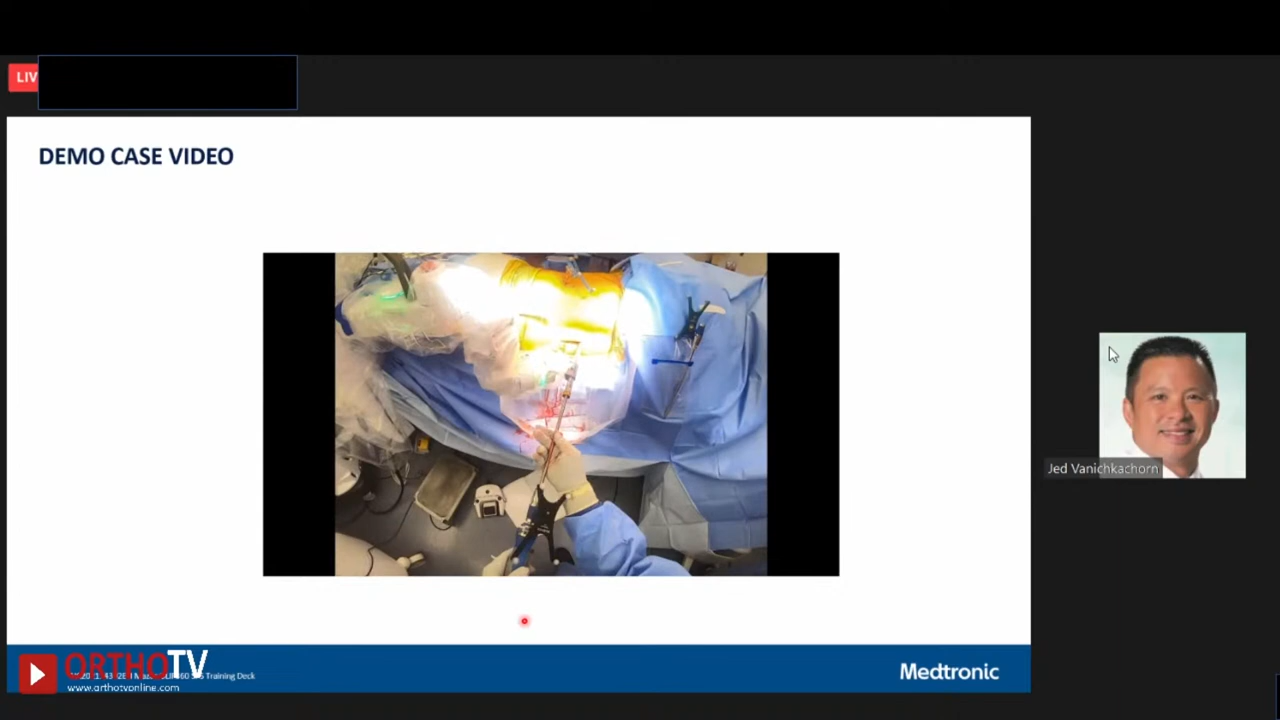 LIV
DEMO CASE VIDEO
Jed Vanichkachorn
ORTHOTV
Training Deck
www.orthotvonline.com
Medtronic